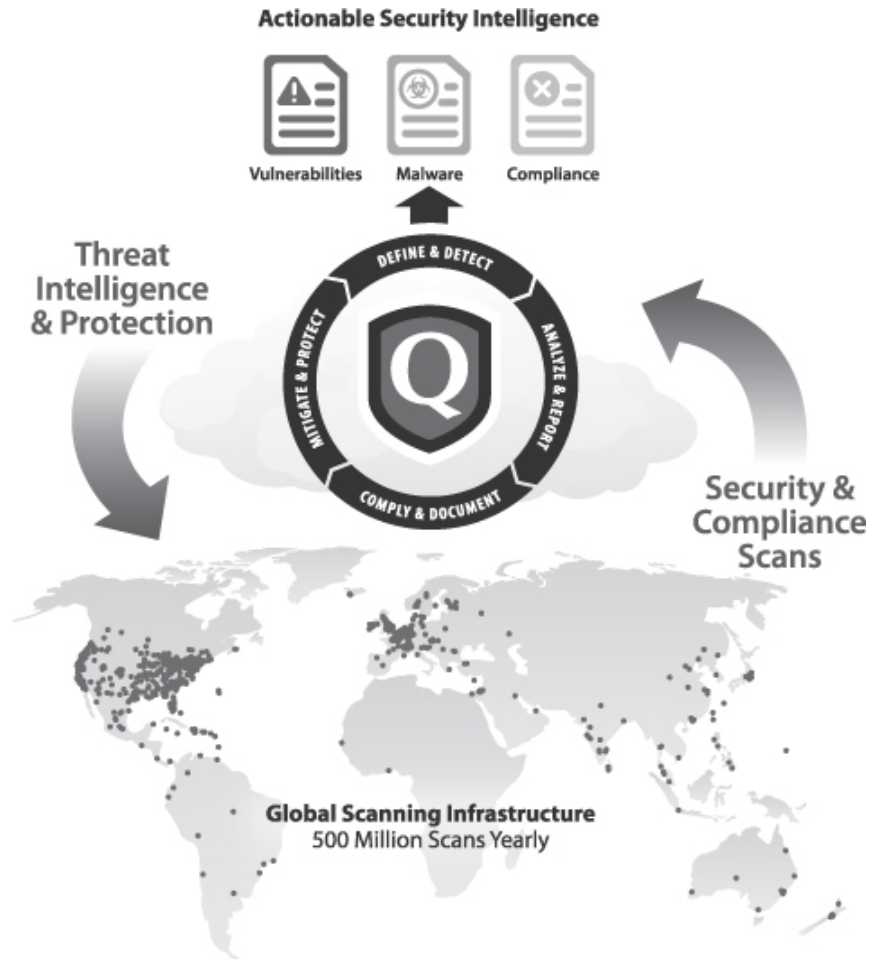 Actionable Security Intelligence
Vulnerabilities
Malware
Compliance
Threat
Intelligence
& Protection
DEFINE & DETECT
ANALYZE & REPORT
COMPLY & DOCUMENT
MITIGATE & PROTECT
Q
Security &
Compliance
Scans
Global Scanning Infrastructure
500 Million Scans Yearly